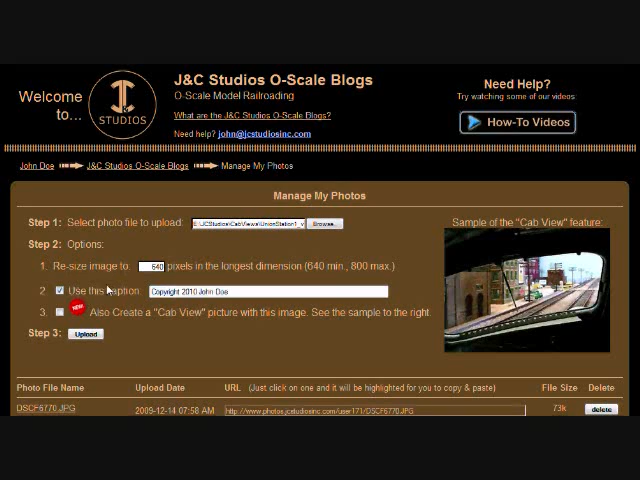 Welcome to...
JC STUDIOS
J&C Studios O-Scale Blogs
O-Scale Model Railroading
What are the J&C Studios O-Scale Blogs?
Need help? john@jcstudiosinc.com
Need Help?
Try watching some of our videos:
How-To Videos
John Doe J&C Studios O-Scale Blogs Manage My Photos
Manage My Photos
Step 1: Select photo file to upload: E:\JCStudios\CabViews\UnionStation1_v Browse...
Step 2: Options:
1. Re-size image to: 640 pixels in the longest dimension (640 min., 800 max.)
2. Use this caption: Copyright 2010 John Doe
3. NEW Also Create a "Cab View" picture with this image. See the sample to the right.
Step 3: Upload
Sample of the "Cab View" feature:
Photo File Name Upload Date URL (Just click on one and it will be highlighted for you to copy & paste) File Size Delete
DSCF6770.JPG 2009-12-14 07:58 AM http://www.photos.jcstudiosinc.com/user171/DSCF6770.JPG 73k delete